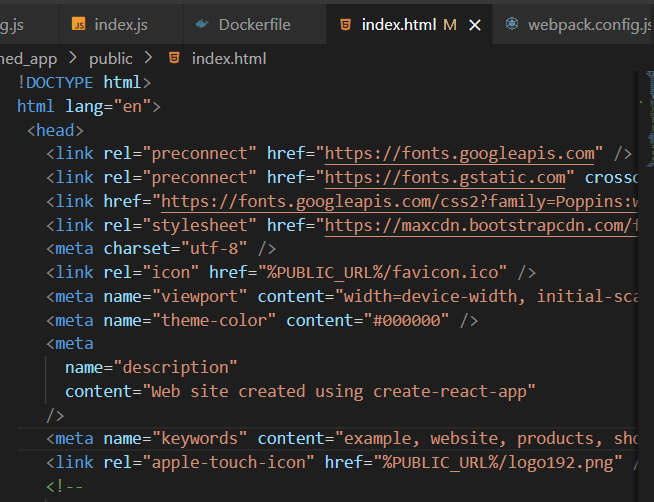 g.js index.js Dockerfile index.html M webpack.config.js
ned_app > public > index.html
!DOCTYPE html>
html lang="en">
<head>
<link rel="preconnect" href="https://fonts.googleapis.com" />
<link rel="preconnect" href="https://fonts.gstatic.com" crosso
<link href="https://fonts.googleapis.com/css2?family=Poppins:w
<link rel="stylesheet" href="https://maxcdn.bootstrapcdn.com/f
<meta charset="utf-8" />
<link rel="icon" href="%PUBLIC_URL%/favicon.ico" />
<meta name="viewport" content="width=device-width, initial-sca
<meta name="theme-color" content="#000000" />
<meta
name="description"
content="Web site created using create-react-app"
/>
<meta name="keywords" content="example, website, products, sho
<link rel="apple-touch-icon" href="%PUBLIC_URL%/logo192.png" /
<!--